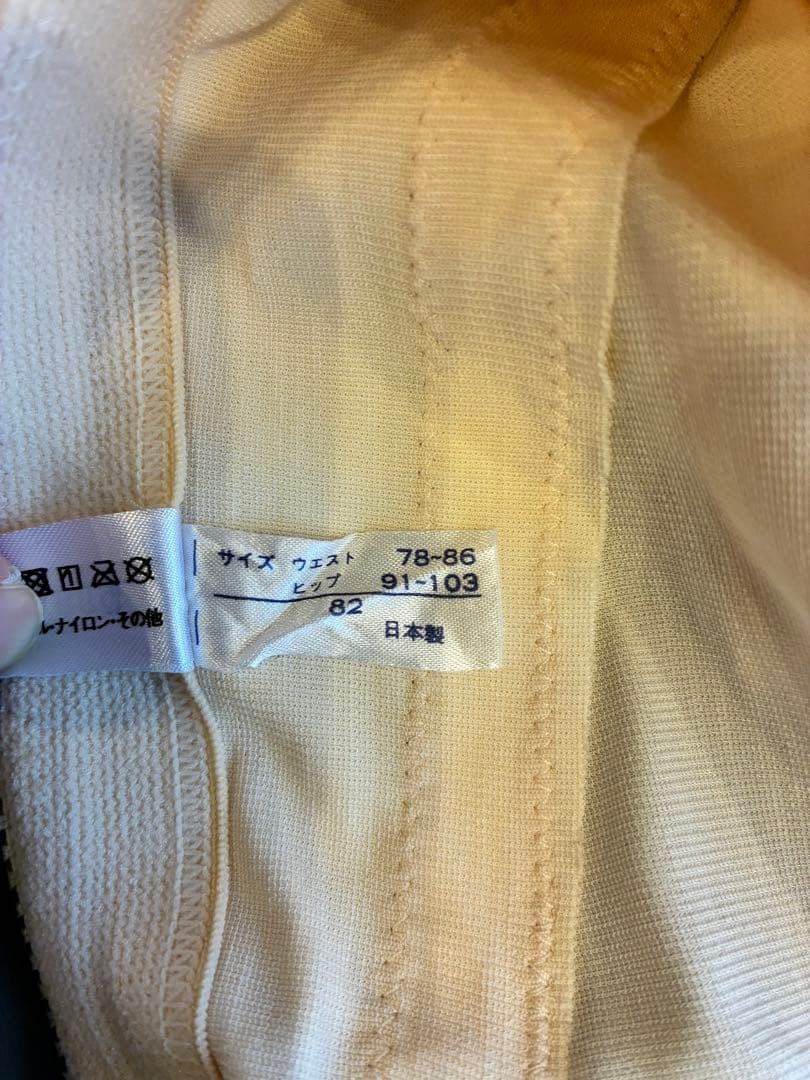 サイズ ウェスト 78~86
ヒップ 91~103
82
日本製
ル・ナイロン・その他